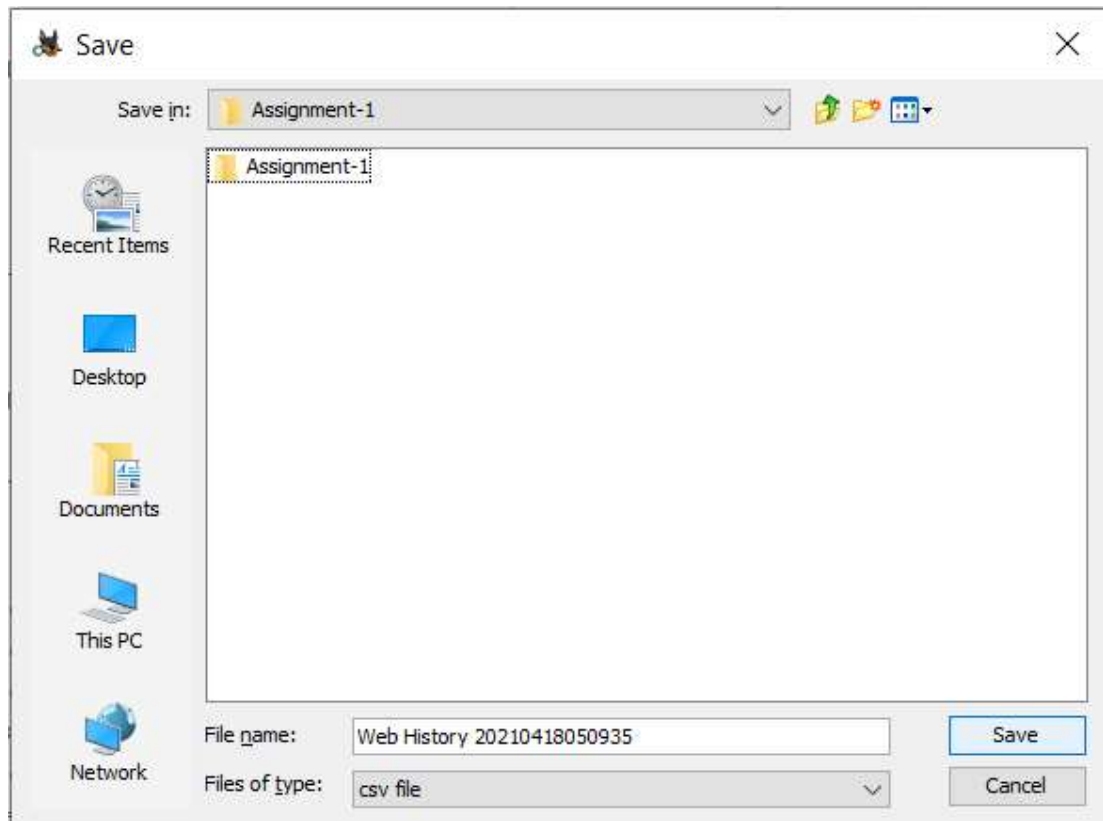 Save
Save in:
Assignment-1
Assignment-1
Recent Items
Desktop
Documents
This PC
Network
File name:
Web History 20210418050935
Save
Files of type:
csv file
Cancel